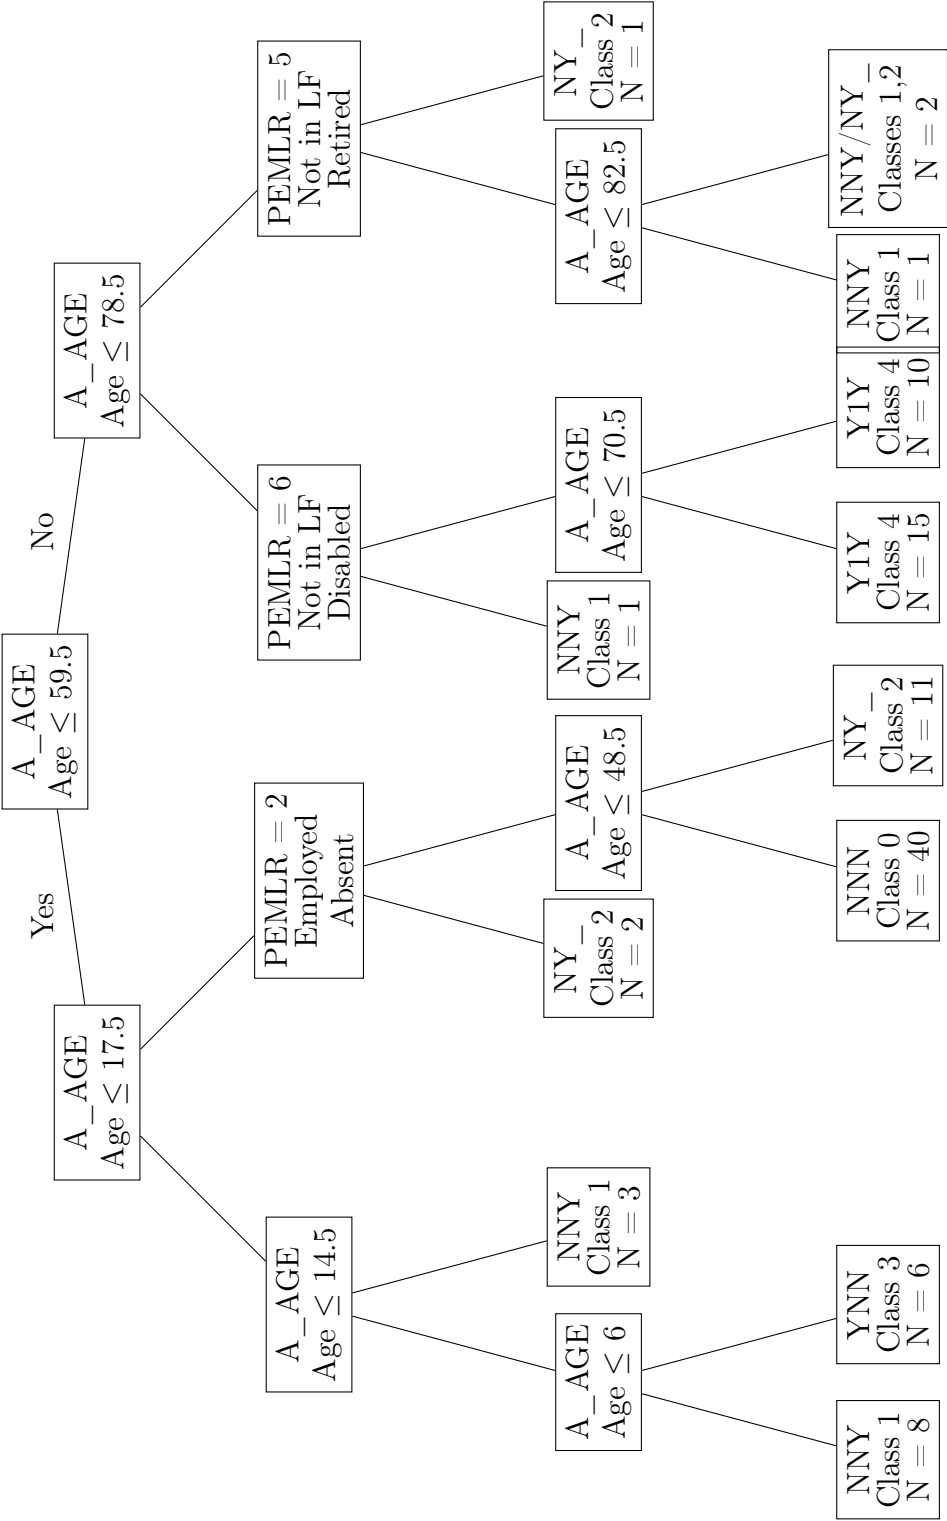 A_AGE
Age ≤ 59.5
Yes
No
A_AGE
Age ≤ 17.5
A_AGE
Age ≤ 78.5
A_AGE
Age ≤ 14.5
PEMLR = 2
Employed
Absent
PEMLR = 6
Not in LF
Disabled
PEMLR = 5
Not in LF
Retired
A_AGE
Age ≤ 6
NNY
Class 1
N = 3
NY_
Class 2
N = 2
A_AGE
Age ≤ 48.5
NNY
Class 1
N = 1
A_AGE
Age ≤ 70.5
A_AGE
Age ≤ 82.5
NY_
Class 2
N = 1
NNY
Class 1
N = 8
YNN
Class 3
N = 6
NNN
Class 0
N = 40
NY_
Class 2
N = 11
Y1Y
Class 4
N = 15
Y1Y
Class 4
N = 10
NNY
Class 1
N = 1
NNY/NY_
Classes 1,2
N = 2